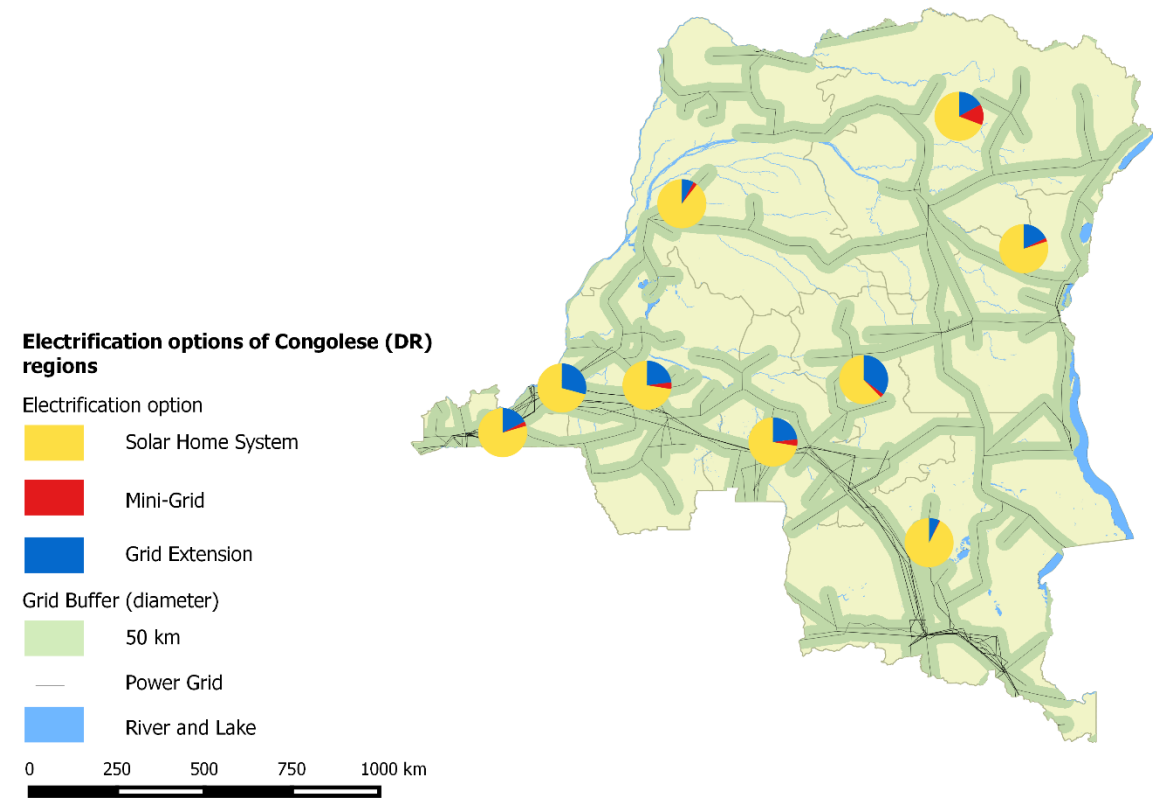 Electrification options of Congolese (DR)
regions
Electrification option
Solar Home System
Mini-Grid
Grid Extension
Grid Buffer (diameter)
50 km
Power Grid
River and Lake
0 250 500 750 1000 km